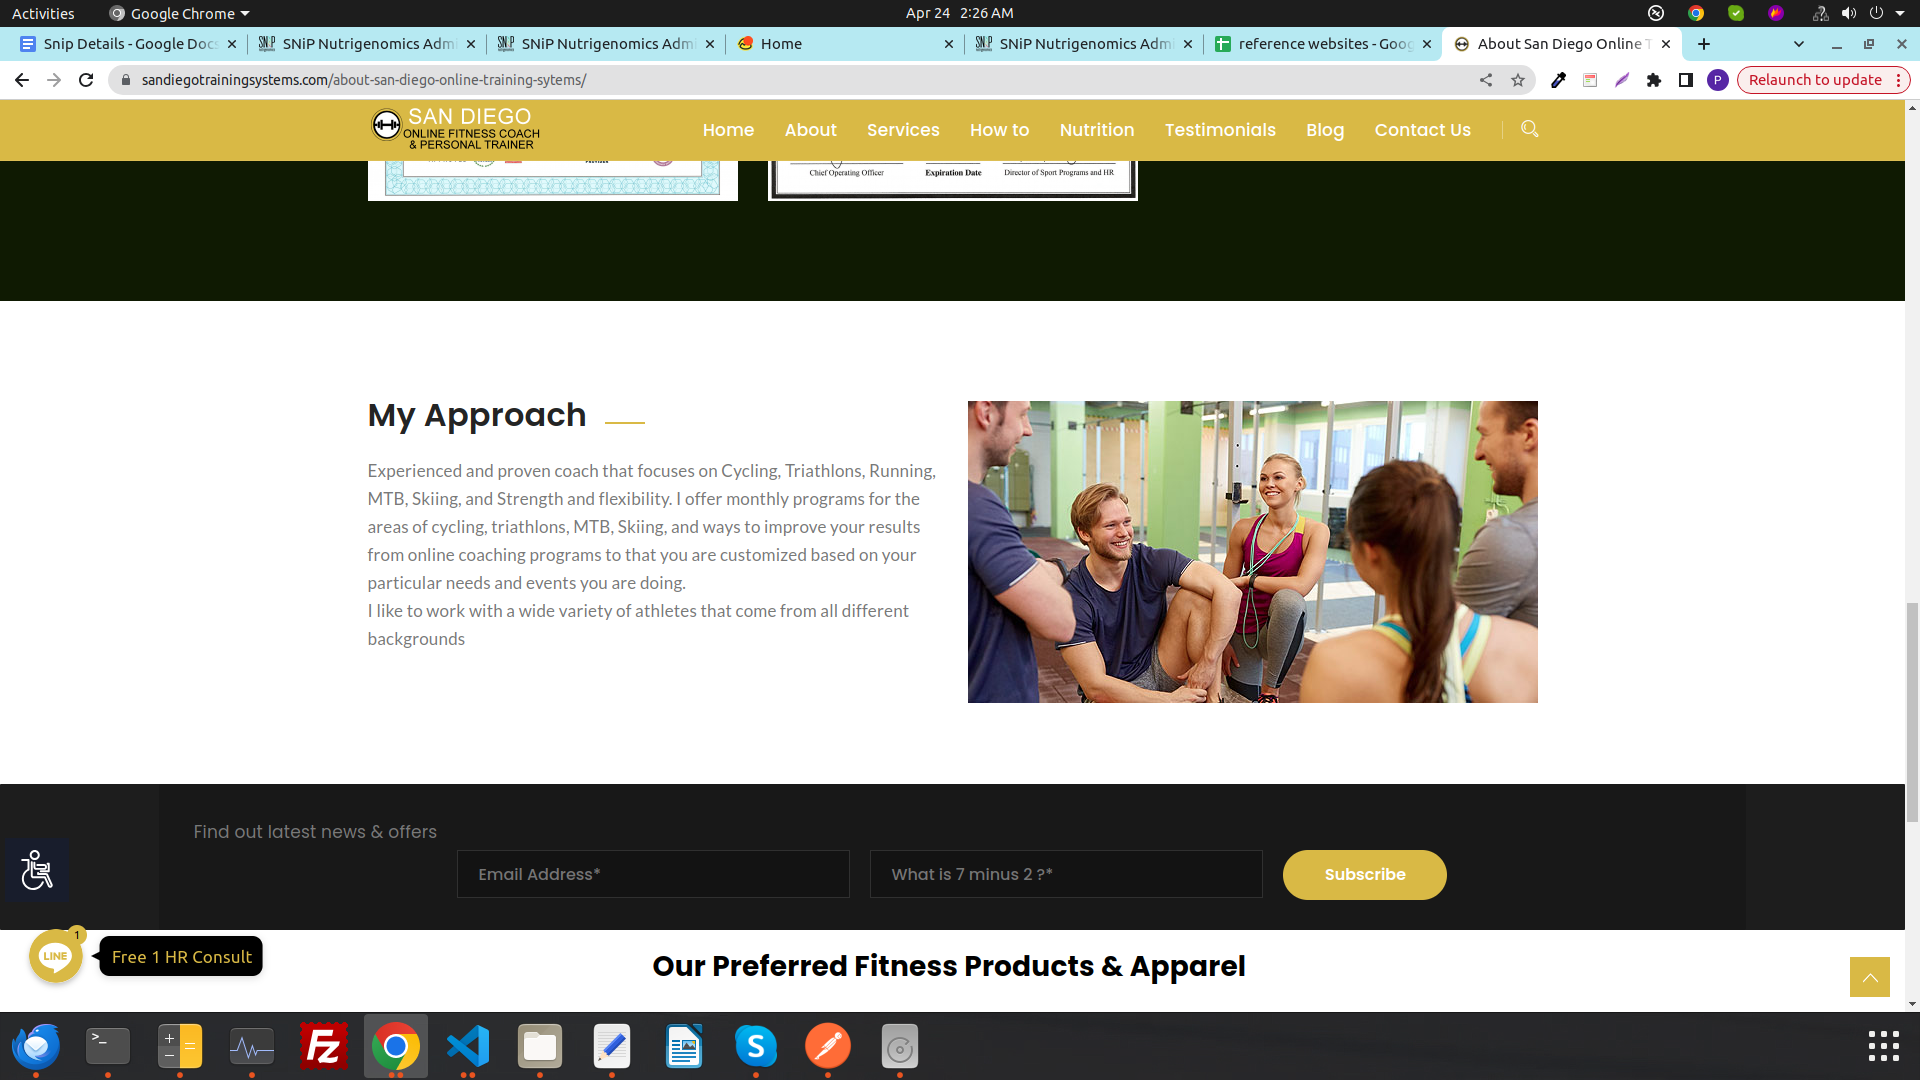 Activities
Google Chrome
Apr 24 2:26 AM
Snip Details - Google Docs
SNiP Nutrigenomics Admi
SNiP Nutrigenomics Admi
Home
SNiP Nutrigenomics Admi
reference websites - Goog
About San Diego Online T
sandiegotrainingsystems.com/about-san-diego-online-training-sytems/
P
Relaunch to update
SAN DIEGO
ONLINE FITNESS COACH
& PERSONAL TRAINER
Home
About
Services
How to
Nutrition
Testimonials
Blog
Contact Us
Chief Operating Officer
Expiration Date
Director of Sport Programs and HR
My Approach
Experienced and proven coach that focuses on Cycling, Triathlons, Running,
MTB, Skiing, and Strength and flexibility. I offer monthly programs for the
areas of cycling, triathlons, MTB, Skiing, and ways to improve your results
from online coaching programs to that you are customized based on your
particular needs and events you are doing.
I like to work with a wide variety of athletes that come from all different
backgrounds
Find out latest news & offers
Email Address*
What is 7 minus 2 ?*
Subscribe
1
LINE
Free 1 HR Consult
Our Preferred Fitness Products & Apparel